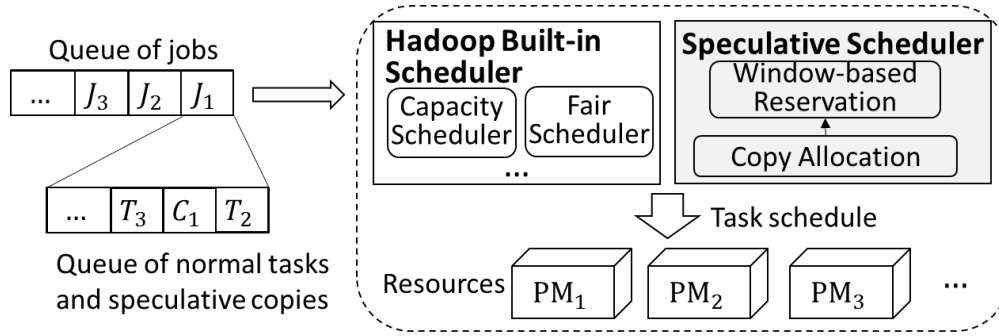 Queue of jobs
... J₃ J₂ J₁
... T₃ C₁ T₂
Queue of normal tasks
and speculative copies
Hadoop Built-in
Scheduler
Capacity
Scheduler
Fair
Scheduler
...
Speculative Scheduler
Window-based
Reservation
Copy Allocation
Task schedule
Resources PM₁ PM₂ PM₃ ...